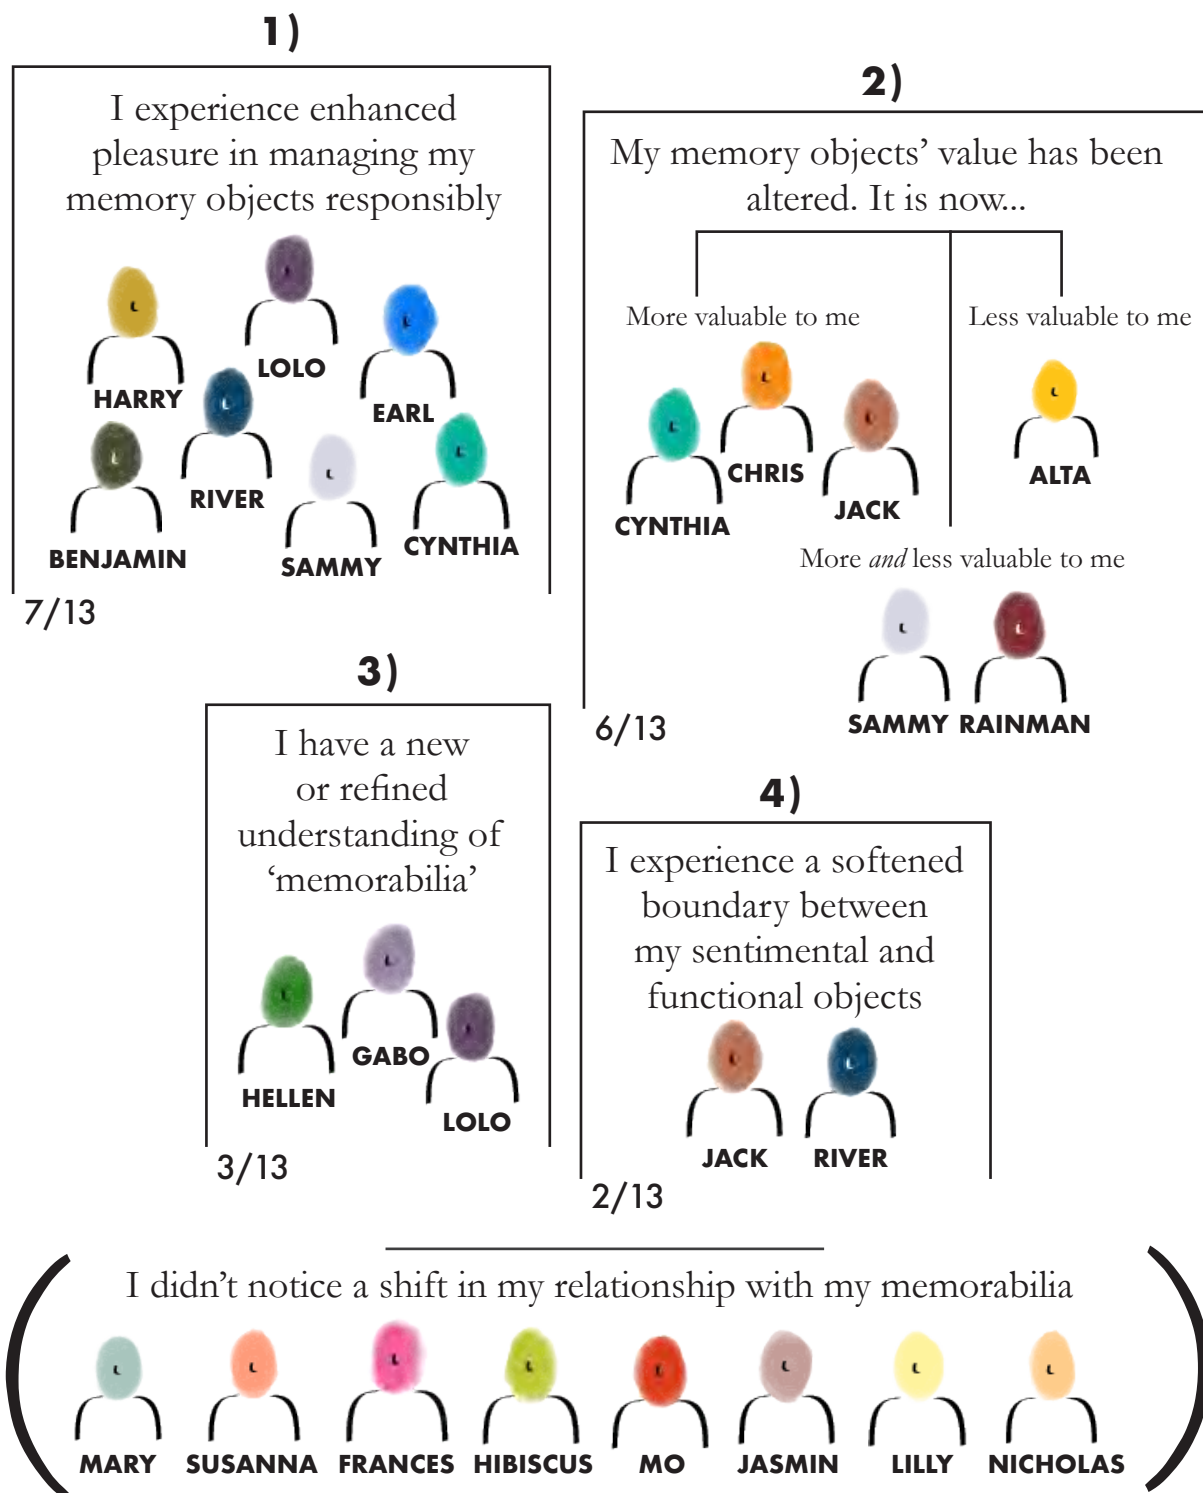 1)
I experience enhanced
pleasure in managing my
memory objects responsibly
LOLO
HARRY
EARL
RIVER
BENJAMIN
SAMMY
CYNTHIA
7/13
2)
My memory objects’ value has been
altered. It is now...
More valuable to me
Less valuable to me
CHRIS
ALTA
JACK
CYNTHIA
More and less valuable to me
SAMMY
RAINMAN
6/13
3)
I have a new
or refined
understanding of
‘memorabilia’
GABO
HELLEN
LOLO
3/13
4)
I experience a softened
boundary between
my sentimental and
functional objects
JACK
RIVER
2/13
I didn’t notice a shift in my relationship with my memorabilia
MARY
SUSANNA
FRANCES
HIBISCUS
MO
JASMIN
LILLY
NICHOLAS